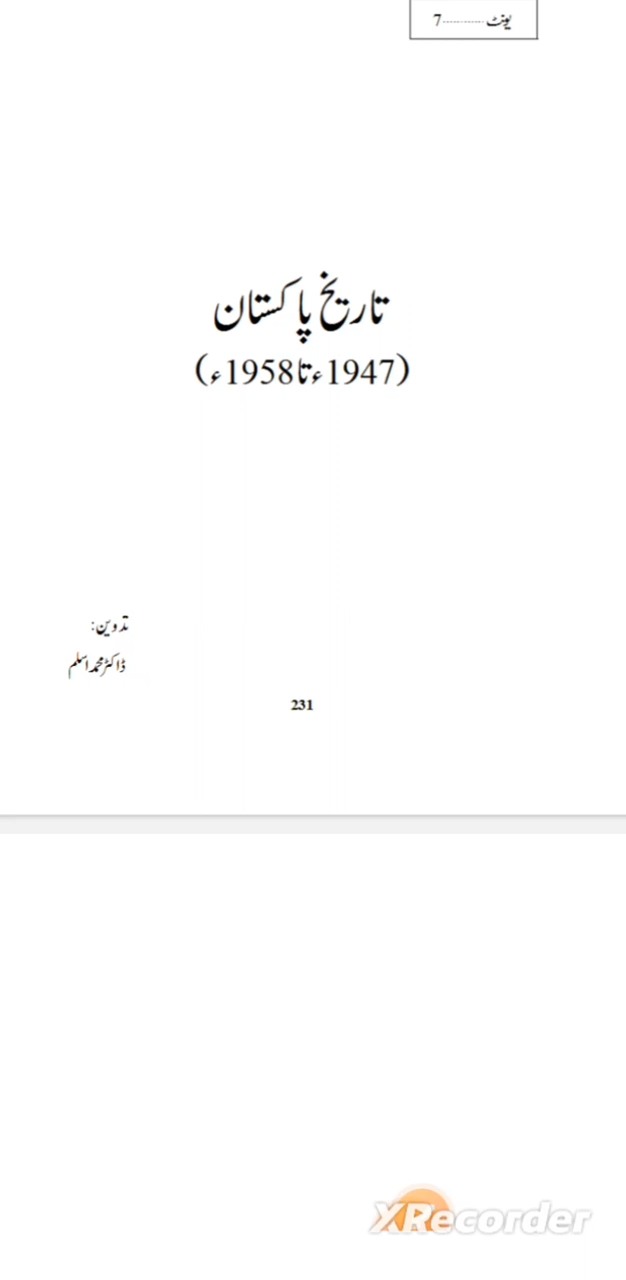 یونٹ ----------- 7
تاریخ پاکستان
(1947ء تا 1958ء)
تدوین:
ڈاکٹر محمد اسلم
231
XRecorder